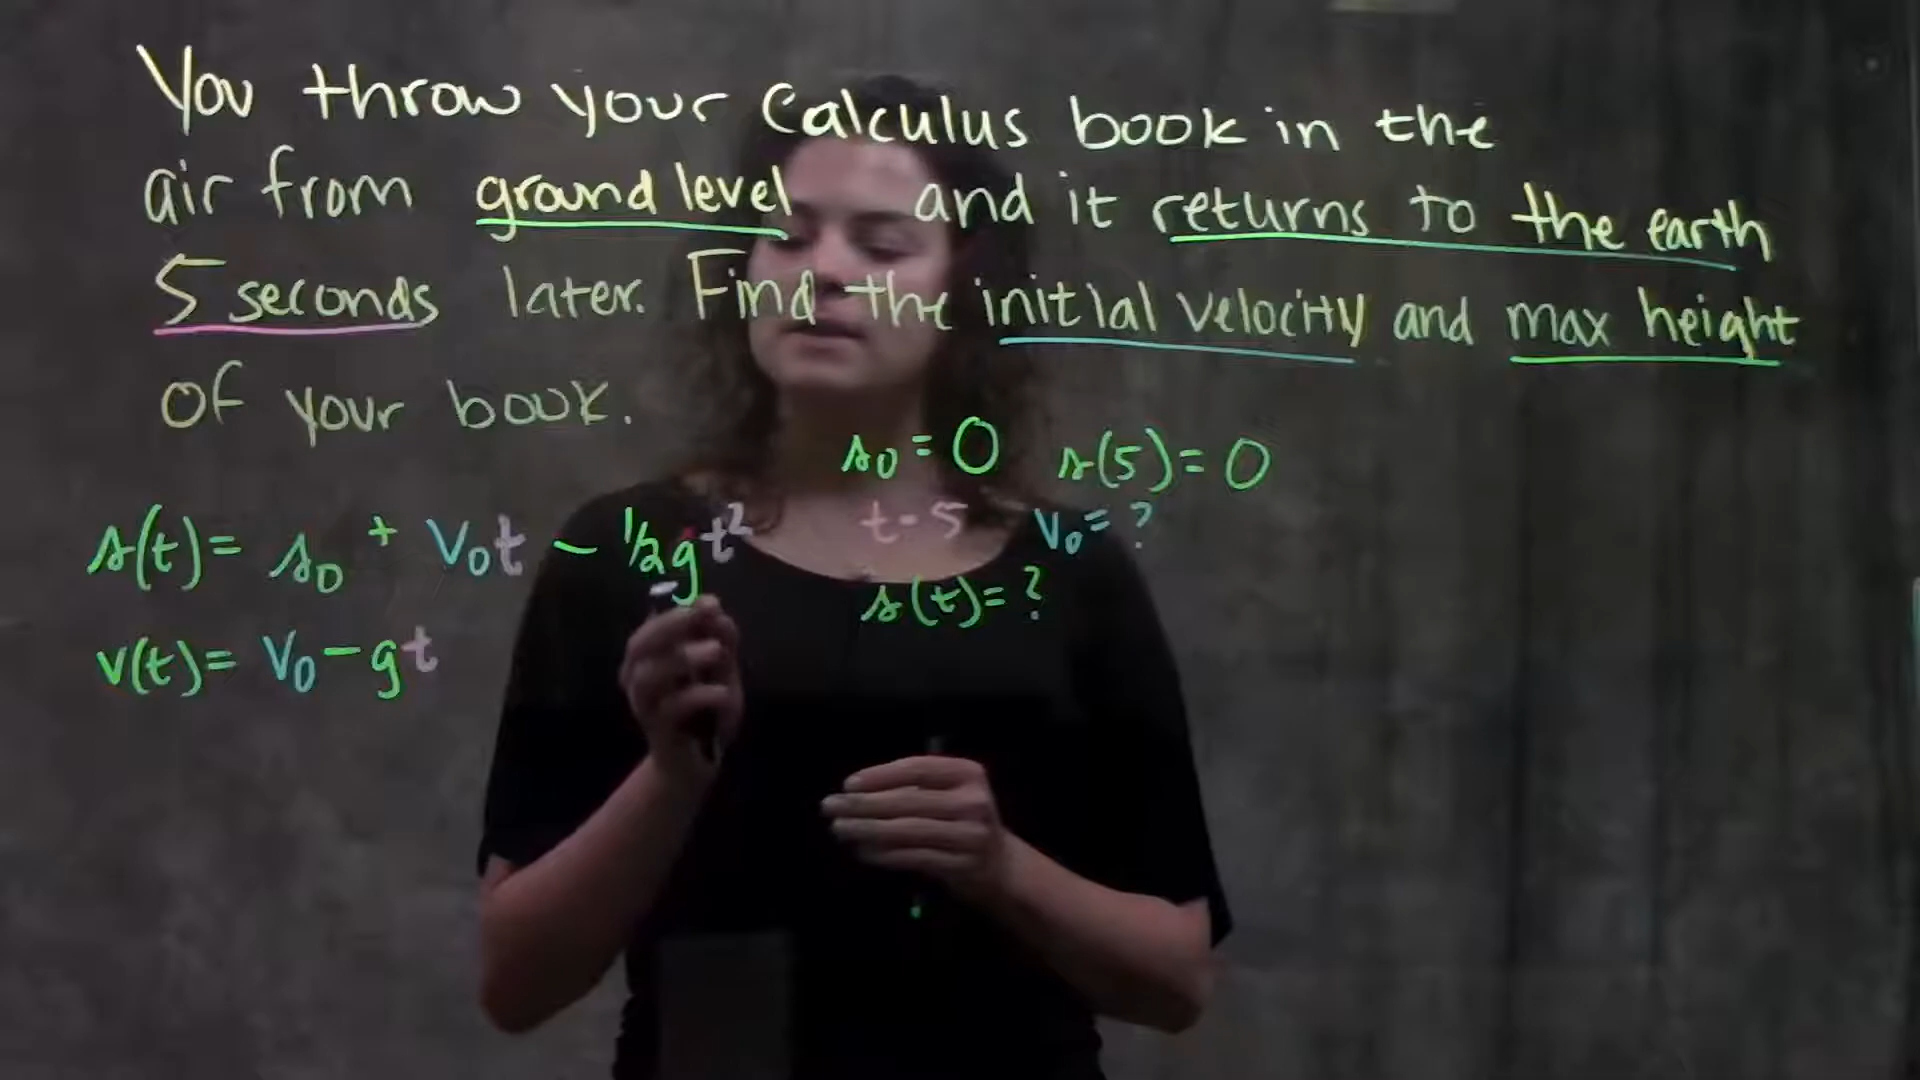 You throw your Calculus book in the
air from ground level and it returns to the earth
5 seconds later. Find the initial velocity and max height
of your book.
s₀ = 0 s(5) = 0
s(t) = s₀ + v₀t - 1/2gt²
t = 5 v₀ = ?
s(t) = ?
v(t) = v₀ - gt